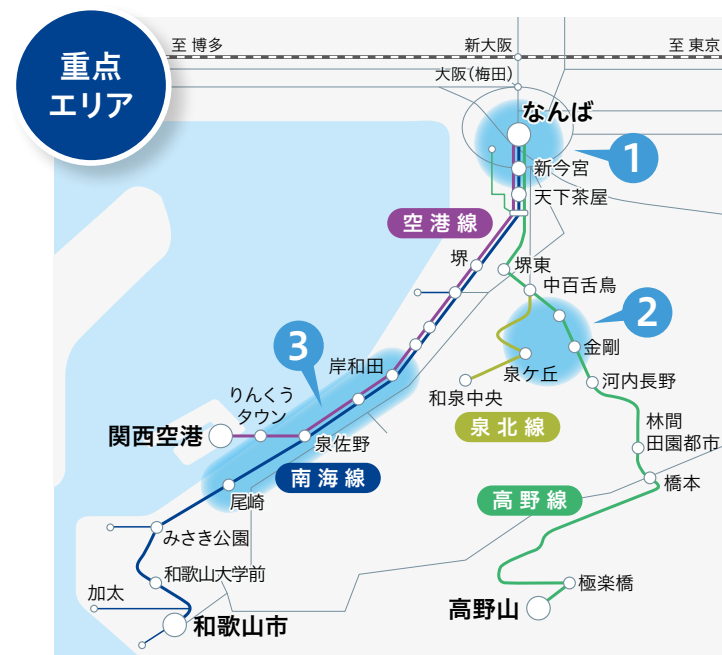 重点
エリア
至 博多
新大阪
至 東京
大阪（梅田）
なんば
1
新今宮
天下茶屋
空港線
堺
堺東
中百舌鳥
2
3
金剛
岸和田
泉ケ丘
河内長野
りんくう
タウン
和泉中央
林間
田園都市
関西空港
泉佐野
泉北線
南海線
橋本
尾崎
高野線
みさき公園
和歌山大学前
極楽橋
加太
高野山
和歌山市